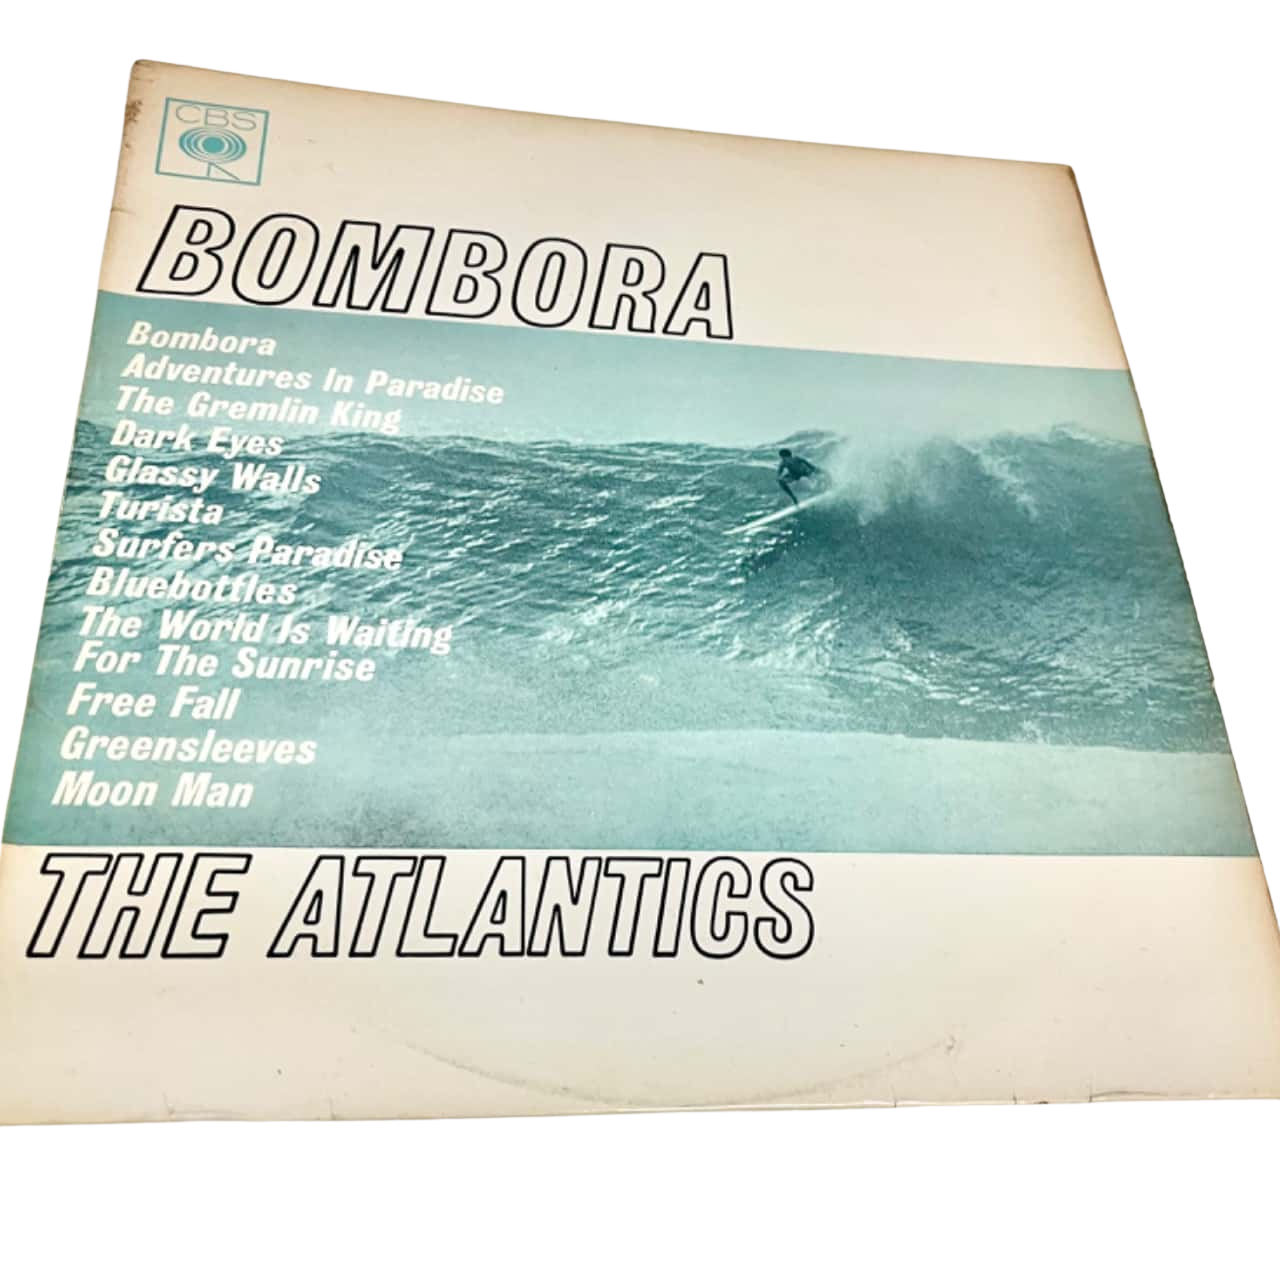 CBS
BOMBORA
Bombora
Adventures In Paradise
The Gremlin King
Dark Eyes
Glassy Walls
Turista
Surfers Paradise
Bluebottles
The World Is Waiting
For The Sunrise
Free Fall
Greensleeves
Moon Man
THE ATLANTICS